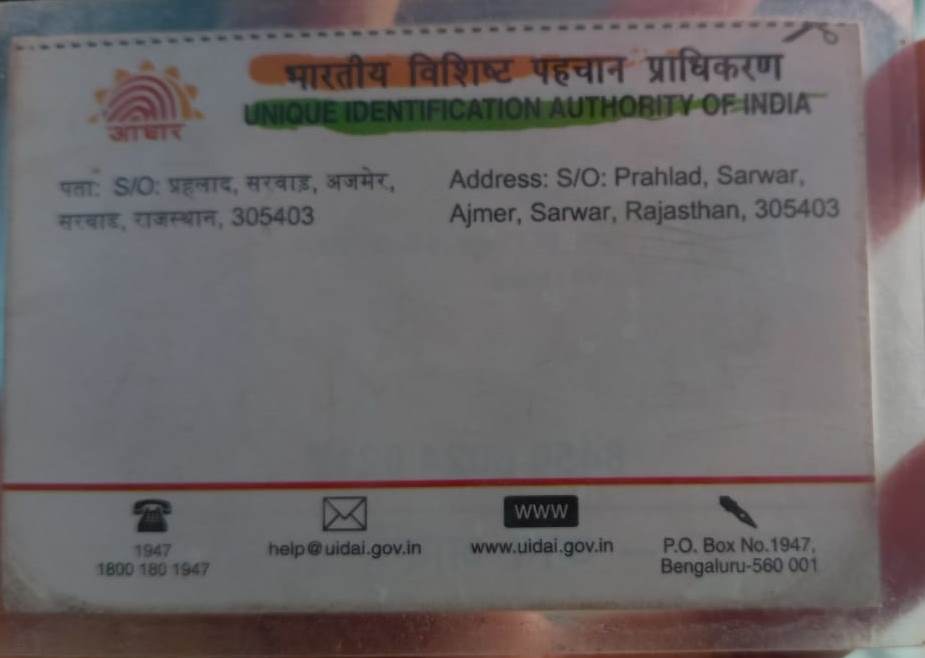 भारतीय विशिष्ट पहचान प्राधिकरण
UNIQUE IDENTIFICATION AUTHORITY OF INDIA
आधार
पता: S/O: प्रहलाद, सरवाड़, अजमेर,
सरवाड, राजस्थान, 305403
Address: S/O: Prahlad, Sarwar,
Ajmer, Sarwar, Rajasthan, 305403
1947
1800 180 1947
help@uidai.gov.in
WWW
www.uidai.gov.in
P.O. Box No.1947,
Bengaluru-560 001